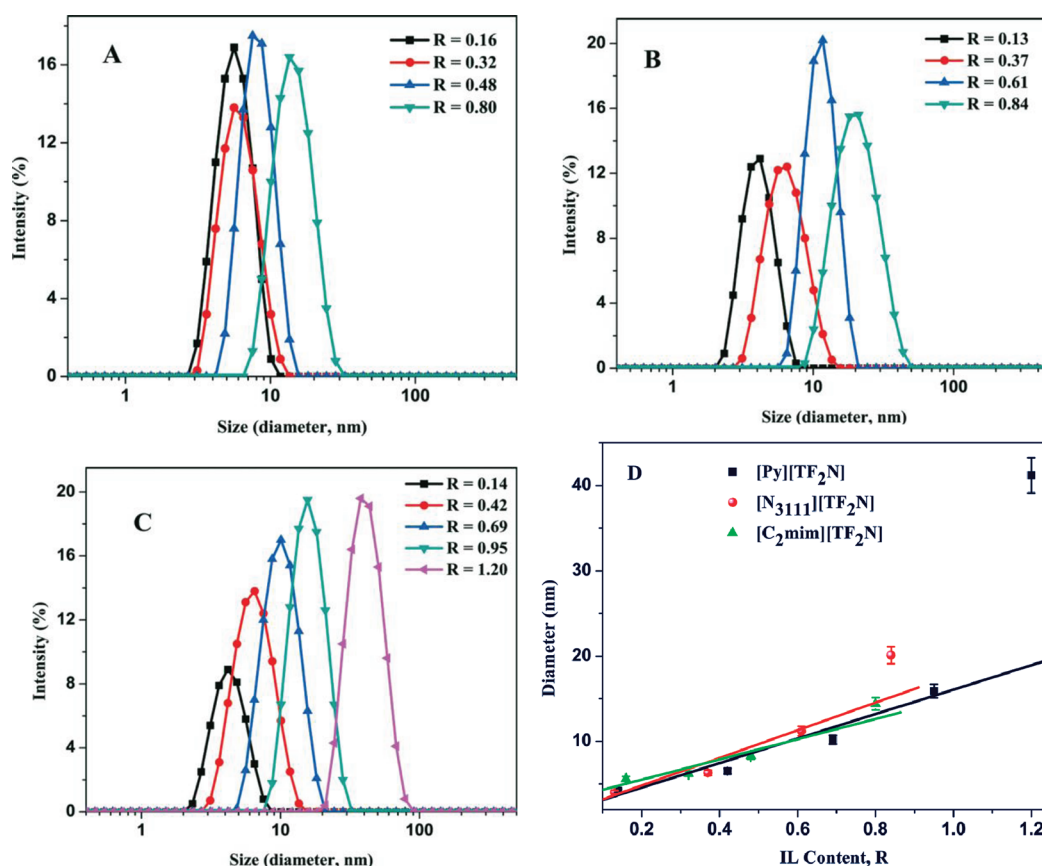 A
R = 0.16
R = 0.32
R = 0.48
R = 0.80
16
12
8
4
0
Intensity (%)
1
10
100
Size (diameter, nm)
B
R = 0.13
R = 0.37
R = 0.61
R = 0.84
20
16
12
8
4
0
Intensity (%)
1
10
100
Size (diameter, nm)
C
R = 0.14
R = 0.42
R = 0.69
R = 0.95
R = 1.20
20
16
12
8
4
0
Intensity (%)
1
10
100
Size (diameter, nm)
D
[Py][TF2N]
[N3111][TF2N]
[C2mim][TF2N]
40
30
20
10
Diameter (nm)
0.2
0.4
0.6
0.8
1.0
1.2
IL Content, R